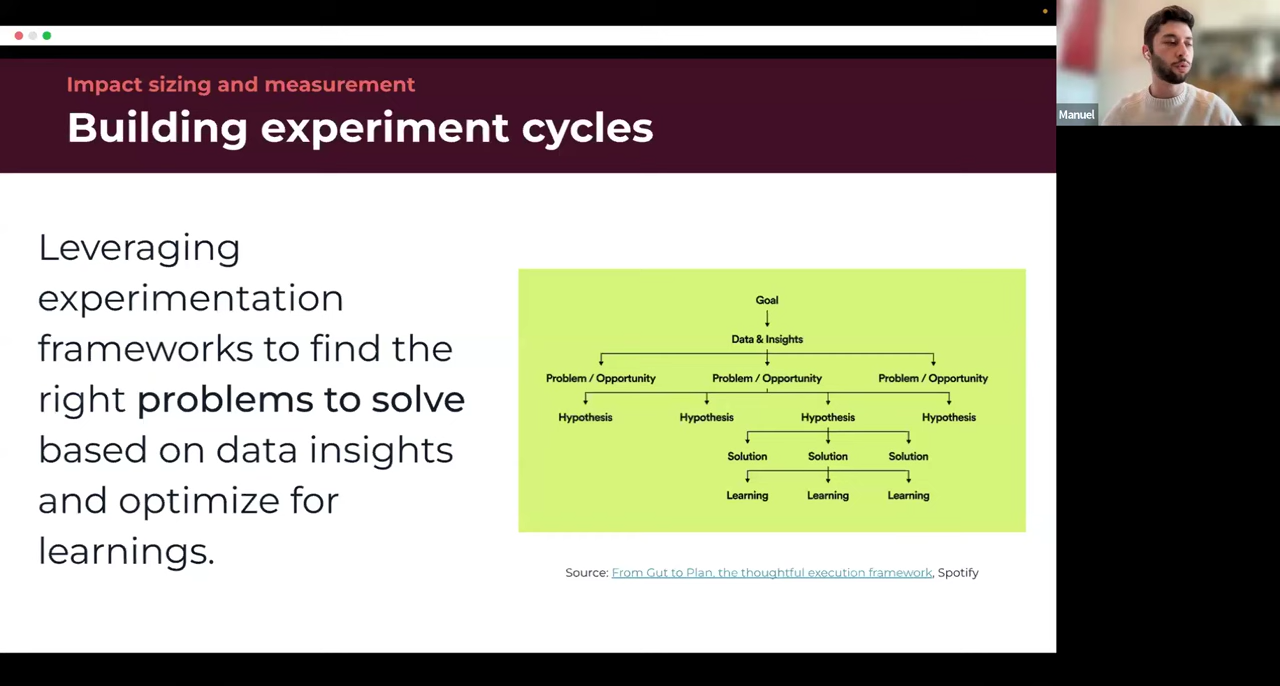 Impact sizing and measurement
Building experiment cycles
Manuel
Leveraging
experimentation
frameworks to find the
right problems to solve
based on data insights
and optimize for
learnings.
Goal
Data & Insights
Problem / Opportunity Problem / Opportunity Problem / Opportunity
Hypothesis Hypothesis Hypothesis Hypothesis
Solution Solution Solution
Learning Learning Learning
Source: From Gut to Plan, the thoughtful execution framework, Spotify